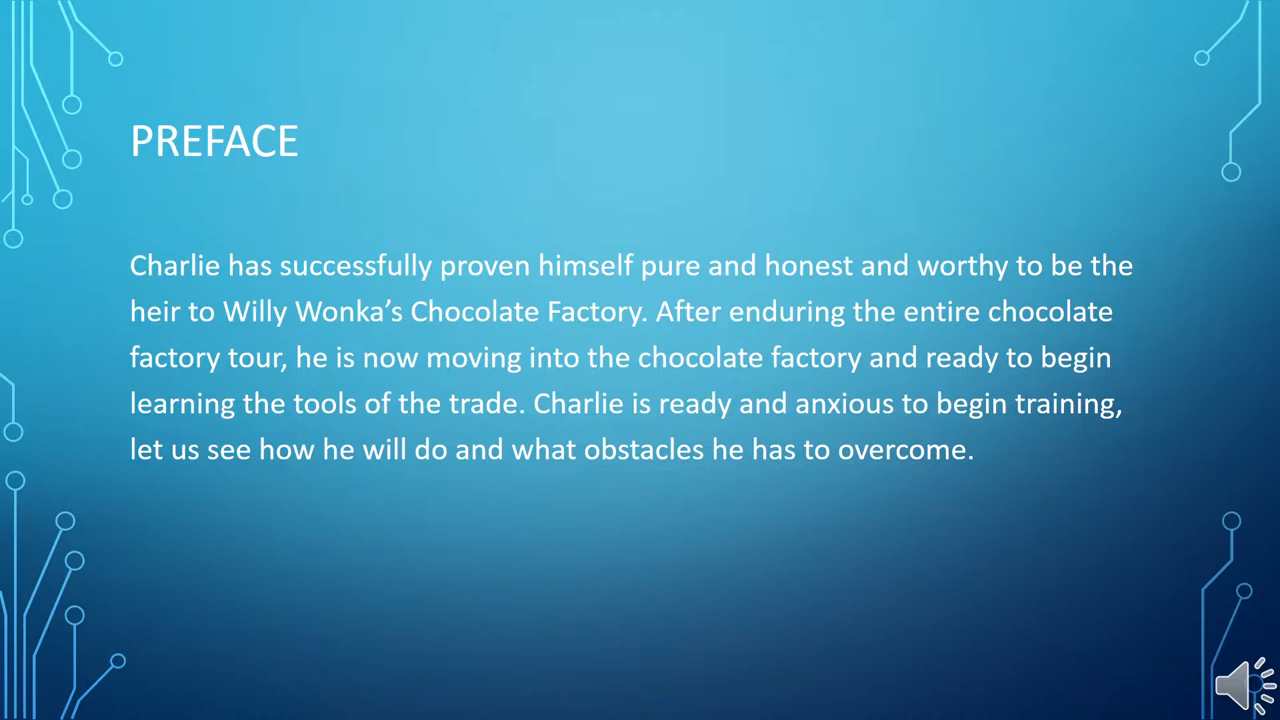 PREFACE
Charlie has successfully proven himself pure and honest and worthy to be the
heir to Willy Wonka’s Chocolate Factory. After enduring the entire chocolate
factory tour, he is now moving into the chocolate factory and ready to begin
learning the tools of the trade. Charlie is ready and anxious to begin training,
let us see how he will do and what obstacles he has to overcome.